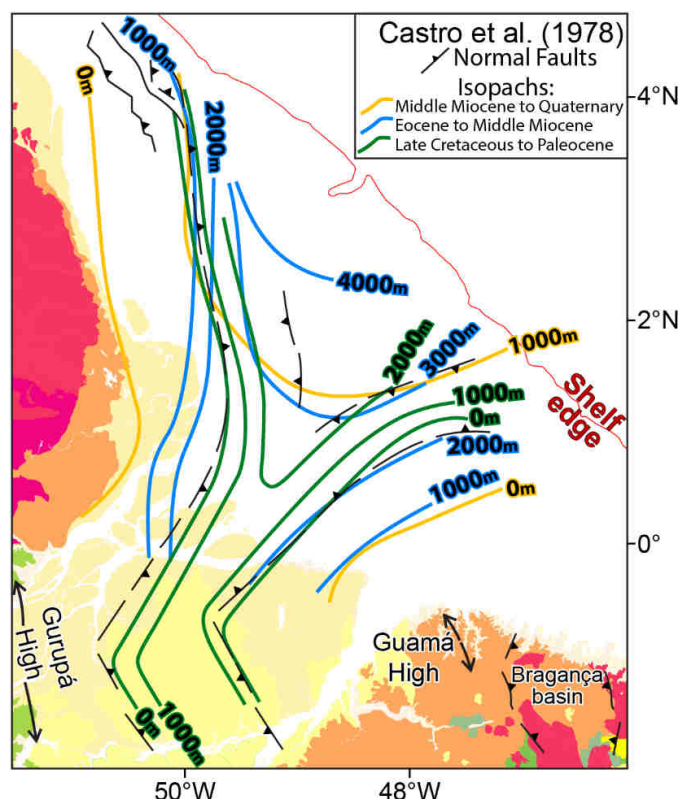 Castro et al. (1978)
Normal Faults
Isopachs:
Middle Miocene to Quaternary
Eocene to Middle Miocene
Late Cretaceous to Paleocene
1000m
0m
2000m
4°N
4000m
2°N
2000m
3000m
1000m
Shelf
edge
1000m
0m
2000m
1000m
0m
0°
Gurupá
High
Guamá
High
Bragança
basin
0m
1000m
50°W
48°W